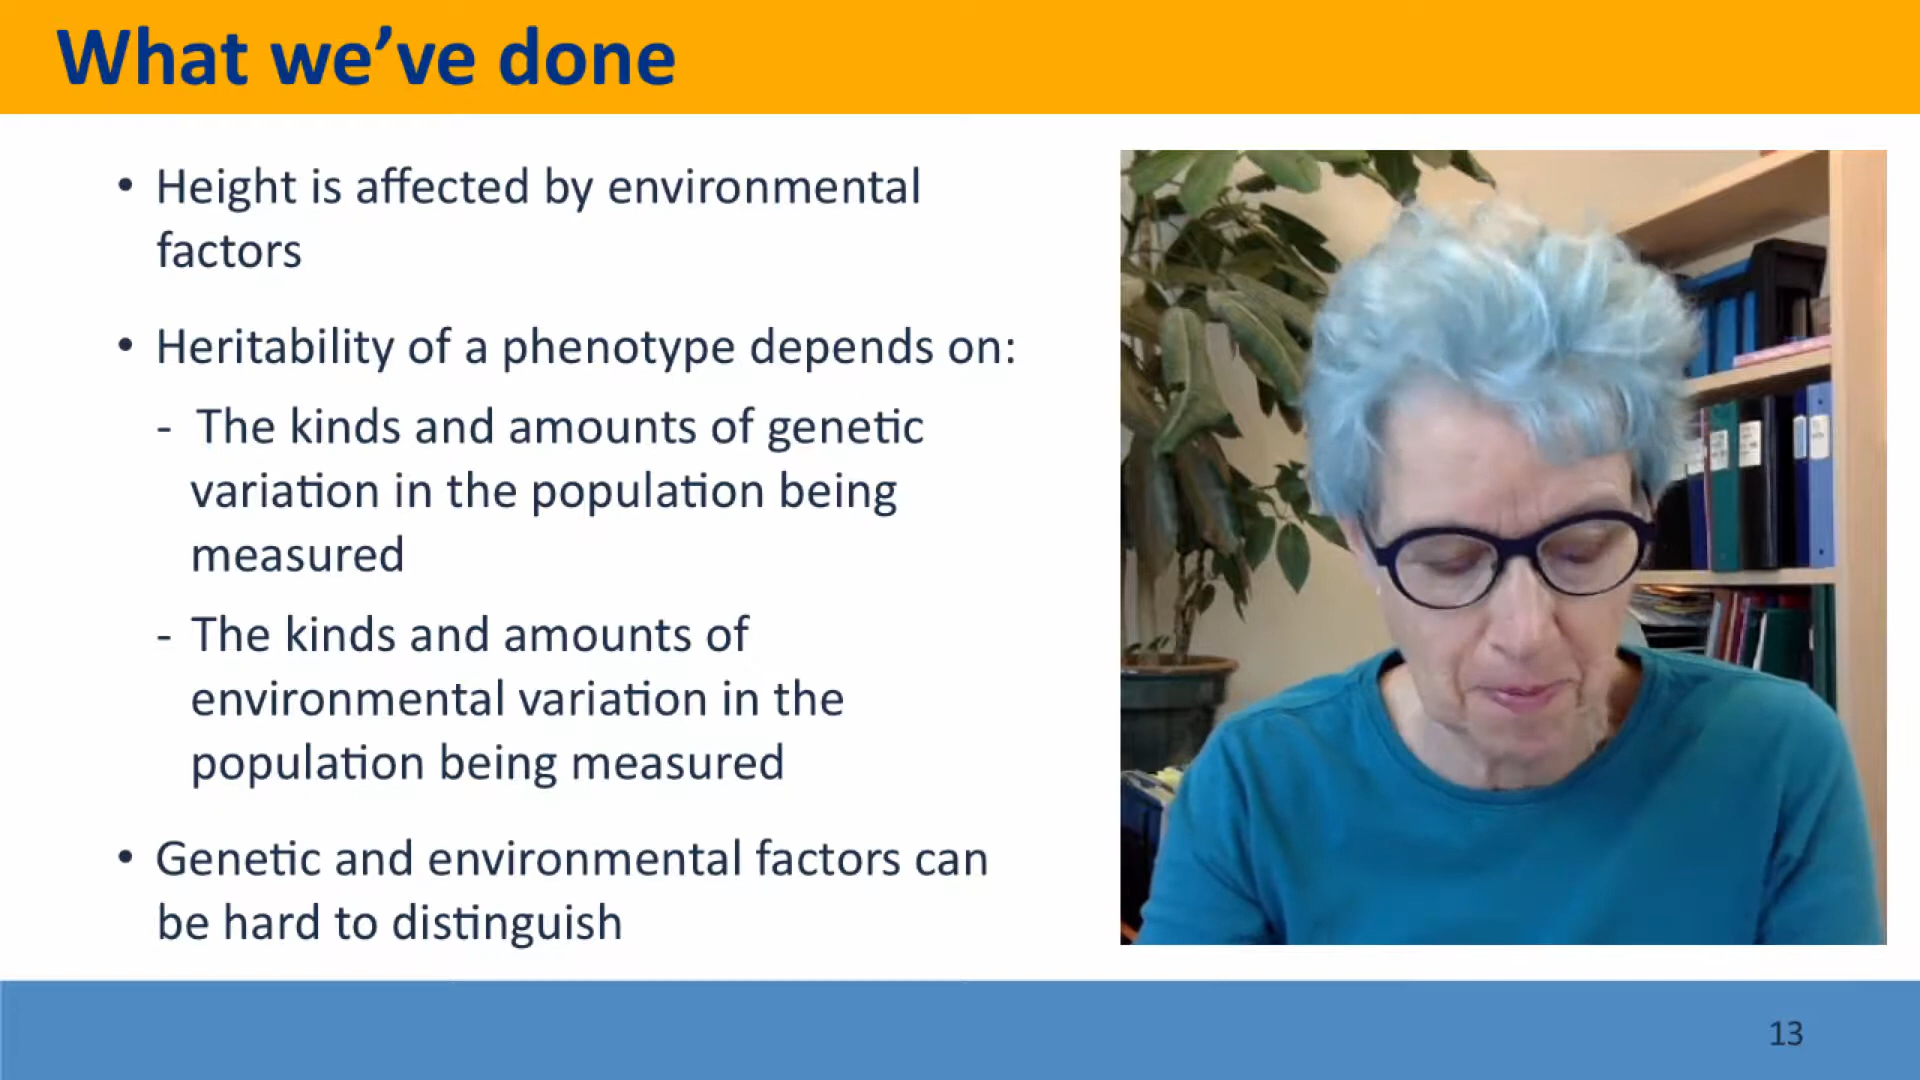 What we’ve done
• Height is affected by environmental
factors
• Heritability of a phenotype depends on:
- The kinds and amounts of genetic
variation in the population being
measured
- The kinds and amounts of
environmental variation in the
population being measured
• Genetic and environmental factors can
be hard to distinguish
13